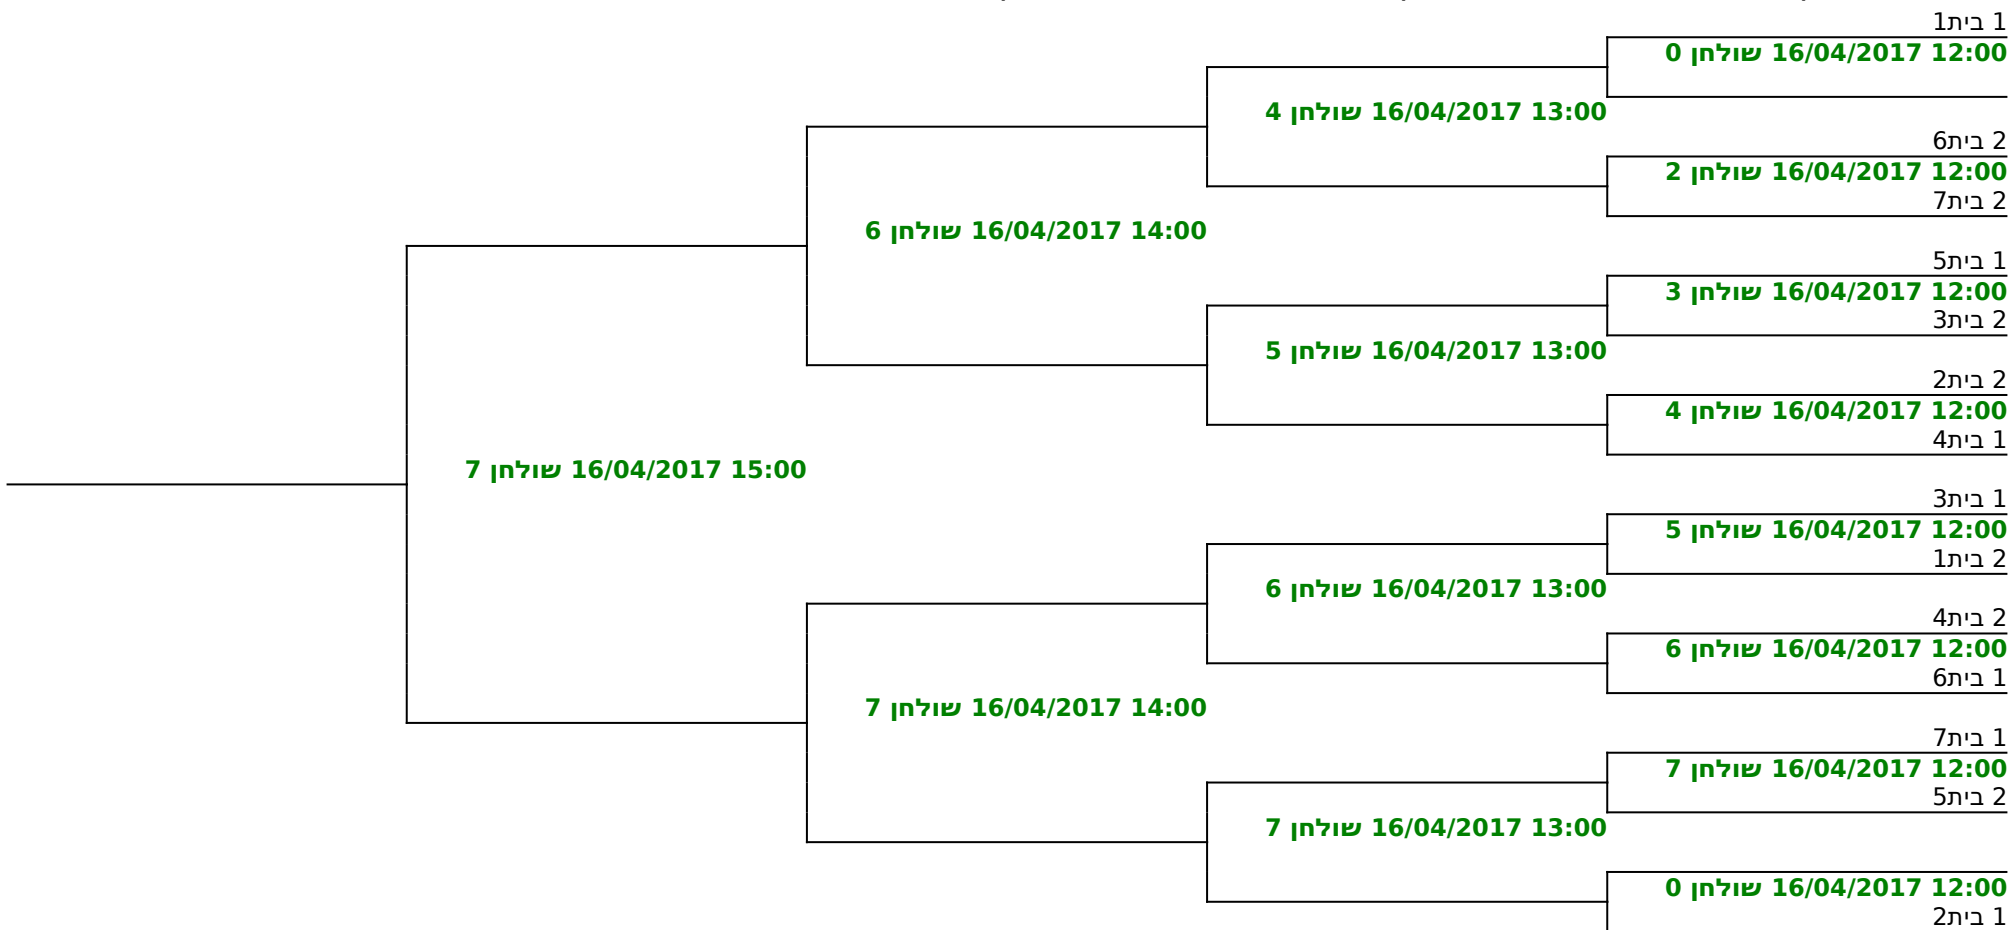 1 בית1
16/04/2017 12:00 שולחן 0
16/04/2017 13:00 שולחן 4
2 בית6
16/04/2017 12:00 שולחן 2
2 בית7
16/04/2017 14:00 שולחן 6
1 בית5
16/04/2017 12:00 שולחן 3
2 בית3
16/04/2017 13:00 שולחן 5
2 בית2
16/04/2017 12:00 שולחן 4
1 בית4
16/04/2017 15:00 שולחן 7
1 בית3
16/04/2017 12:00 שולחן 5
2 בית1
16/04/2017 13:00 שולחן 6
2 בית4
16/04/2017 12:00 שולחן 6
1 בית6
16/04/2017 14:00 שולחן 7
1 בית7
16/04/2017 12:00 שולחן 7
2 בית5
16/04/2017 13:00 שולחן 7
16/04/2017 12:00 שולחן 0
1 בית2